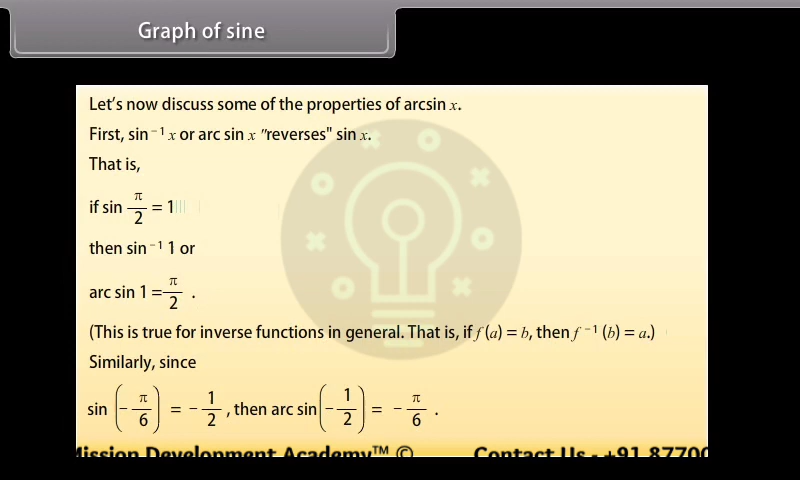 Graph of sine
Let's now discuss some of the properties of arcsin x.
First, sin⁻¹ x or arc sin x "reverses" sin x.
That is,
if sin π/2 = 1
then sin⁻¹ 1 or
arc sin 1 = π/2 .
(This is true for inverse functions in general. That is, if f (a) = b, then f ⁻¹ (b) = a.)
Similarly, since
sin (− π/6) = − 1/2 , then arc sin (− 1/2) = − π/6 .
Mission Development Academy™ © Contact Us - +91 8770